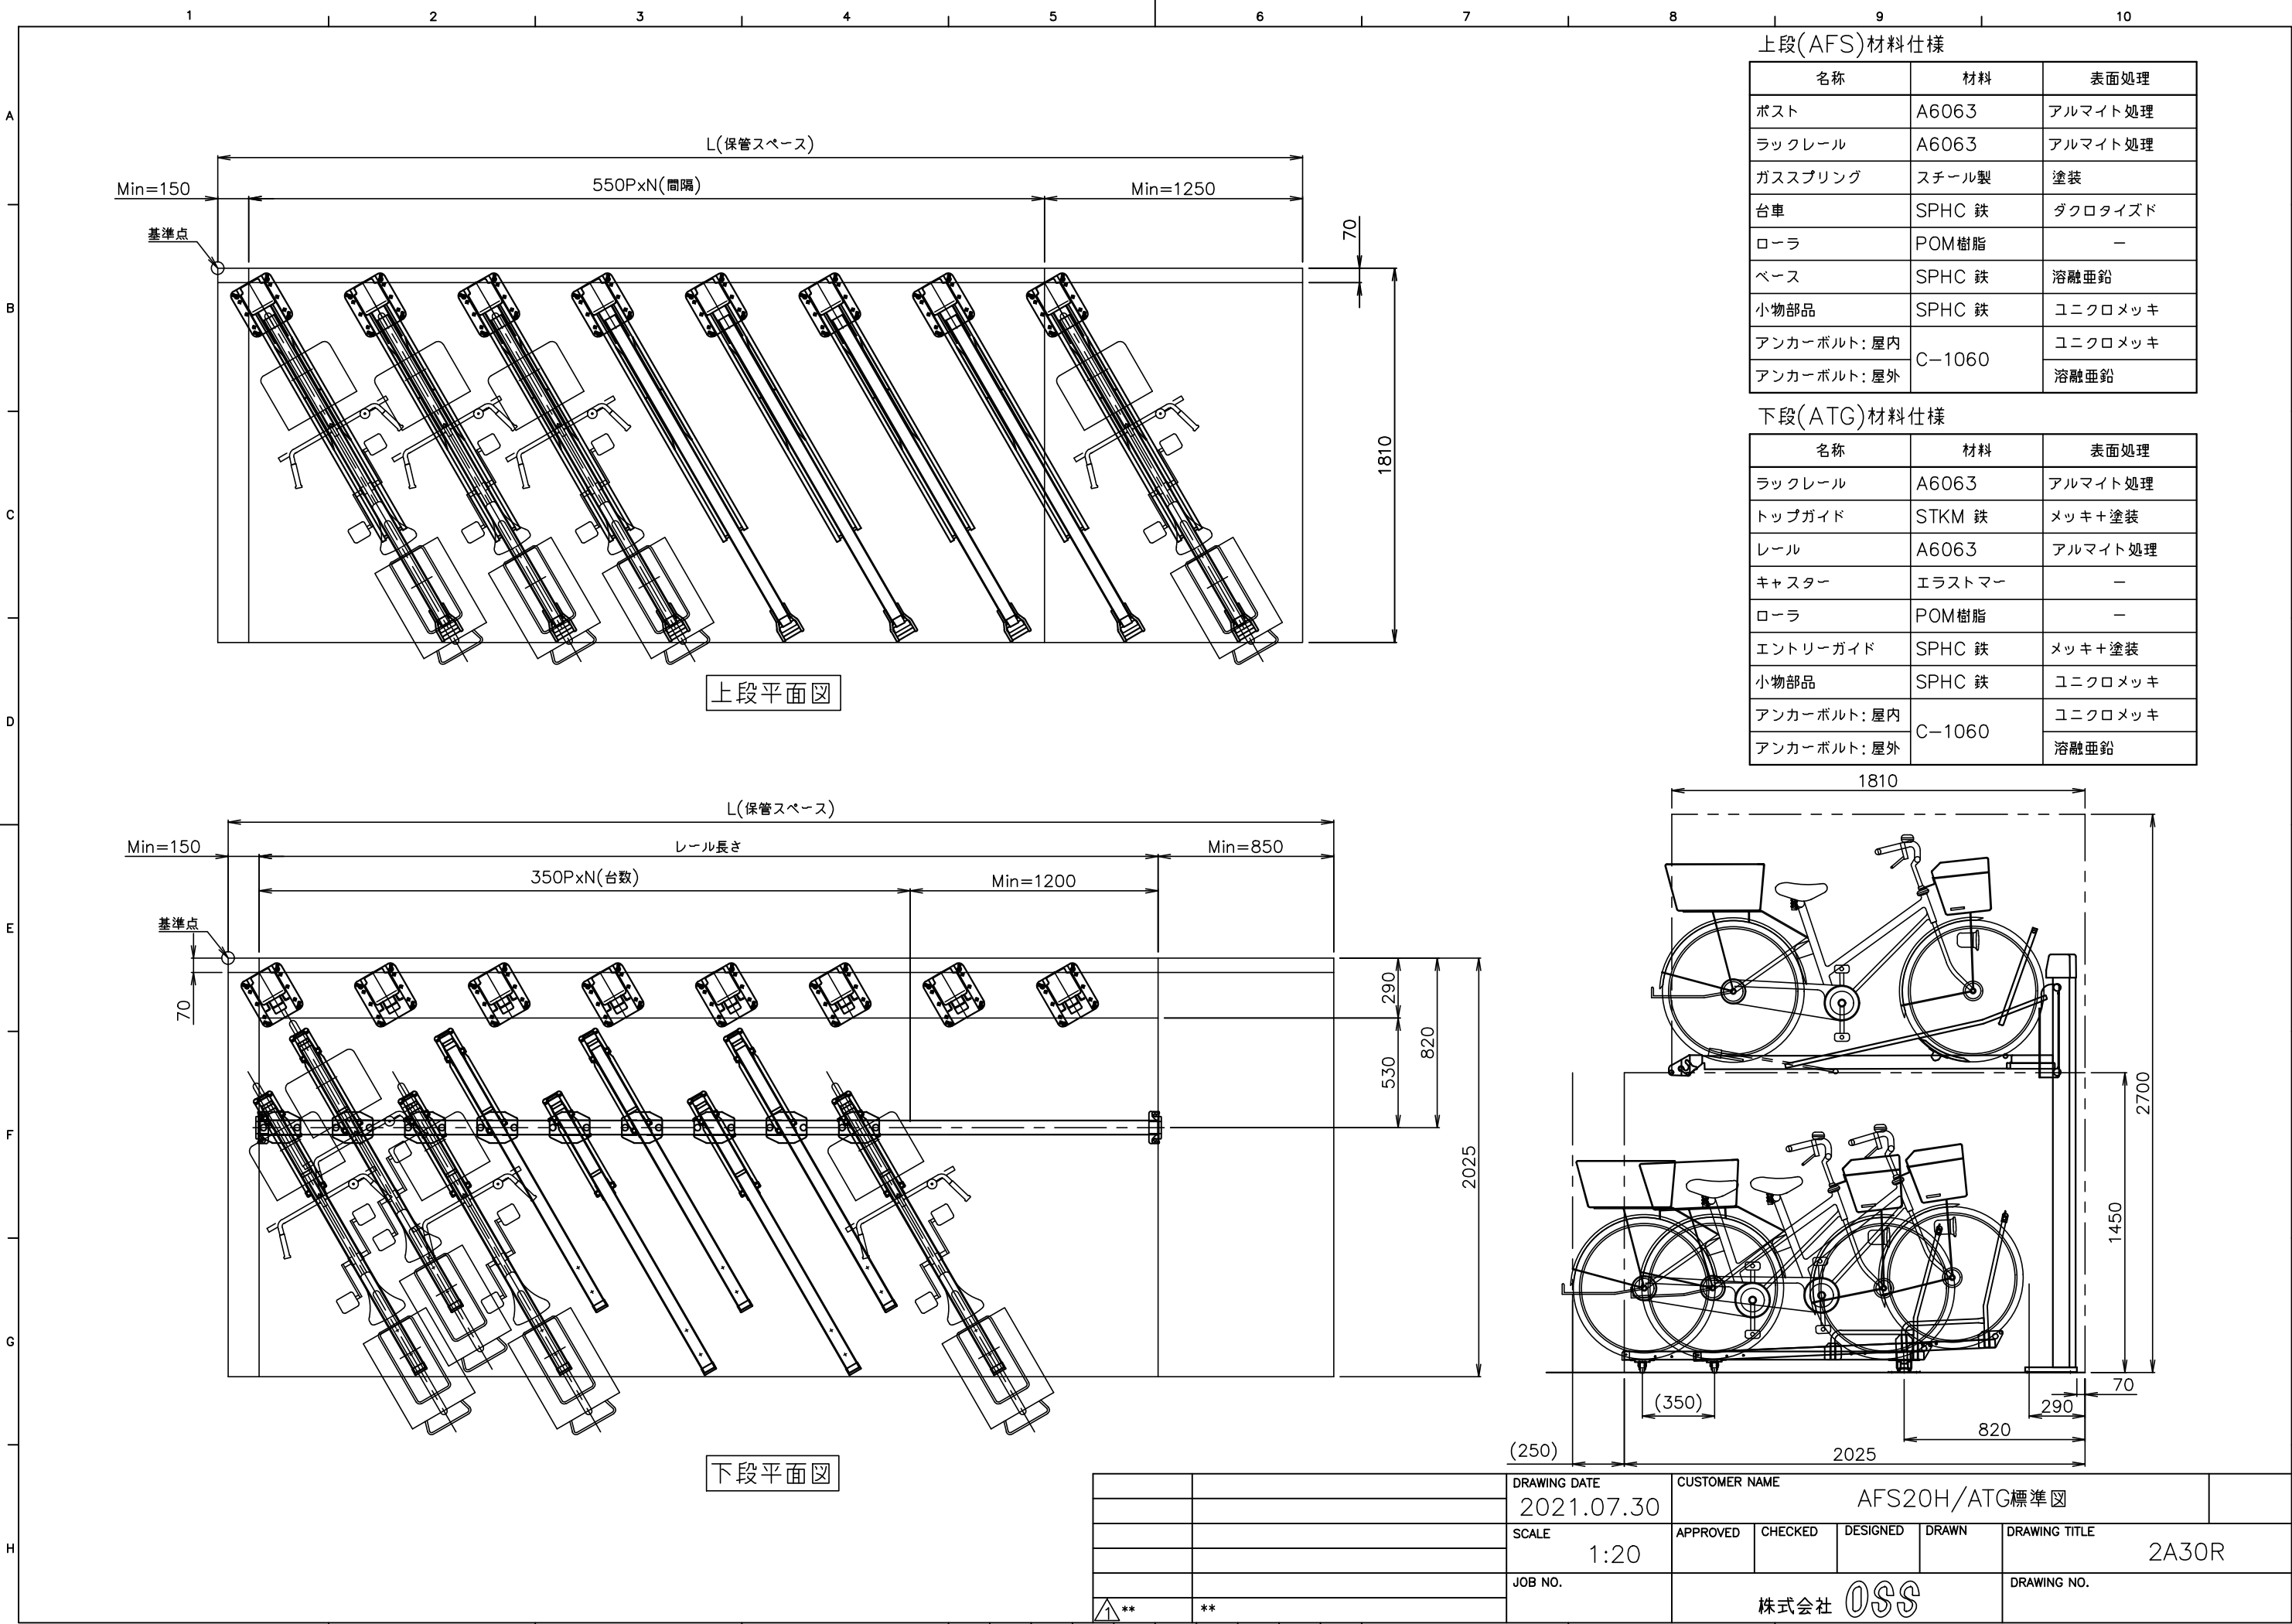 1 2 3 4 5 6 7 8 9 10
A
B
C
D
E
F
G
H
L(保管スペース)
Min=150
550PxN(間隔)
Min=1250
基準点
70
1810
上段平面図
上段(AFS)材料仕様
名称 材料 表面処理
ポスト A6063 アルマイト処理
ラックレール A6063 アルマイト処理
ガススプリング スチール製 塗装
台車 SPHC 鉄 ダクロタイズド
ローラ POM樹脂 −
ベース SPHC 鉄 溶融亜鉛
小物部品 SPHC 鉄 ユニクロメッキ
アンカーボルト:屋内 C−1060 ユニクロメッキ
アンカーボルト:屋外 溶融亜鉛
下段(ATG)材料仕様
名称 材料 表面処理
ラックレール A6063 アルマイト処理
トップガイド STKM 鉄 メッキ+塗装
レール A6063 アルマイト処理
キャスター エラストマー −
ローラ POM樹脂 −
エントリーガイド SPHC 鉄 メッキ+塗装
小物部品 SPHC 鉄 ユニクロメッキ
アンカーボルト:屋内 C−1060 ユニクロメッキ
アンカーボルト:屋外 溶融亜鉛
L(保管スペース)
Min=150
レール長さ
Min=850
350PxN(台数)
Min=1200
基準点
70
290
530
820
2025
下段平面図
1810
2700
1450
70
290
820
(350)
(250)
2025
DRAWING DATE
2021.07.30
CUSTOMER NAME
AFS20H/ATG標準図
SCALE
1:20
APPROVED CHECKED DESIGNED DRAWN
DRAWING TITLE
2A30R
JOB NO.
株式会社 OSS
DRAWING NO.
1 ** **